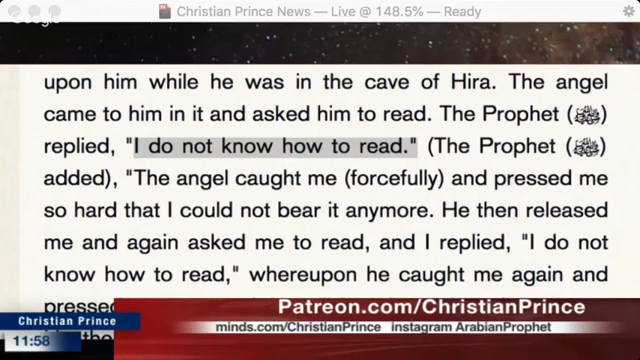 Christian Prince News — Live @ 148.5% — Ready
Google
upon him while he was in the cave of Hira. The angel
came to him in it and asked him to read. The Prophet (ﷺ)
replied, "I do not know how to read." (The Prophet (ﷺ)
added), "The angel caught me (forcefully) and pressed me
so hard that I could not bear it anymore. He then released
me and again asked me to read, and I replied, "I do not
know how to read," whereupon he caught me again and
pressed
Patreon.com/ChristianPrince
Christian Prince
minds.com/ChristianPrince instagram ArabianProphet
11:58